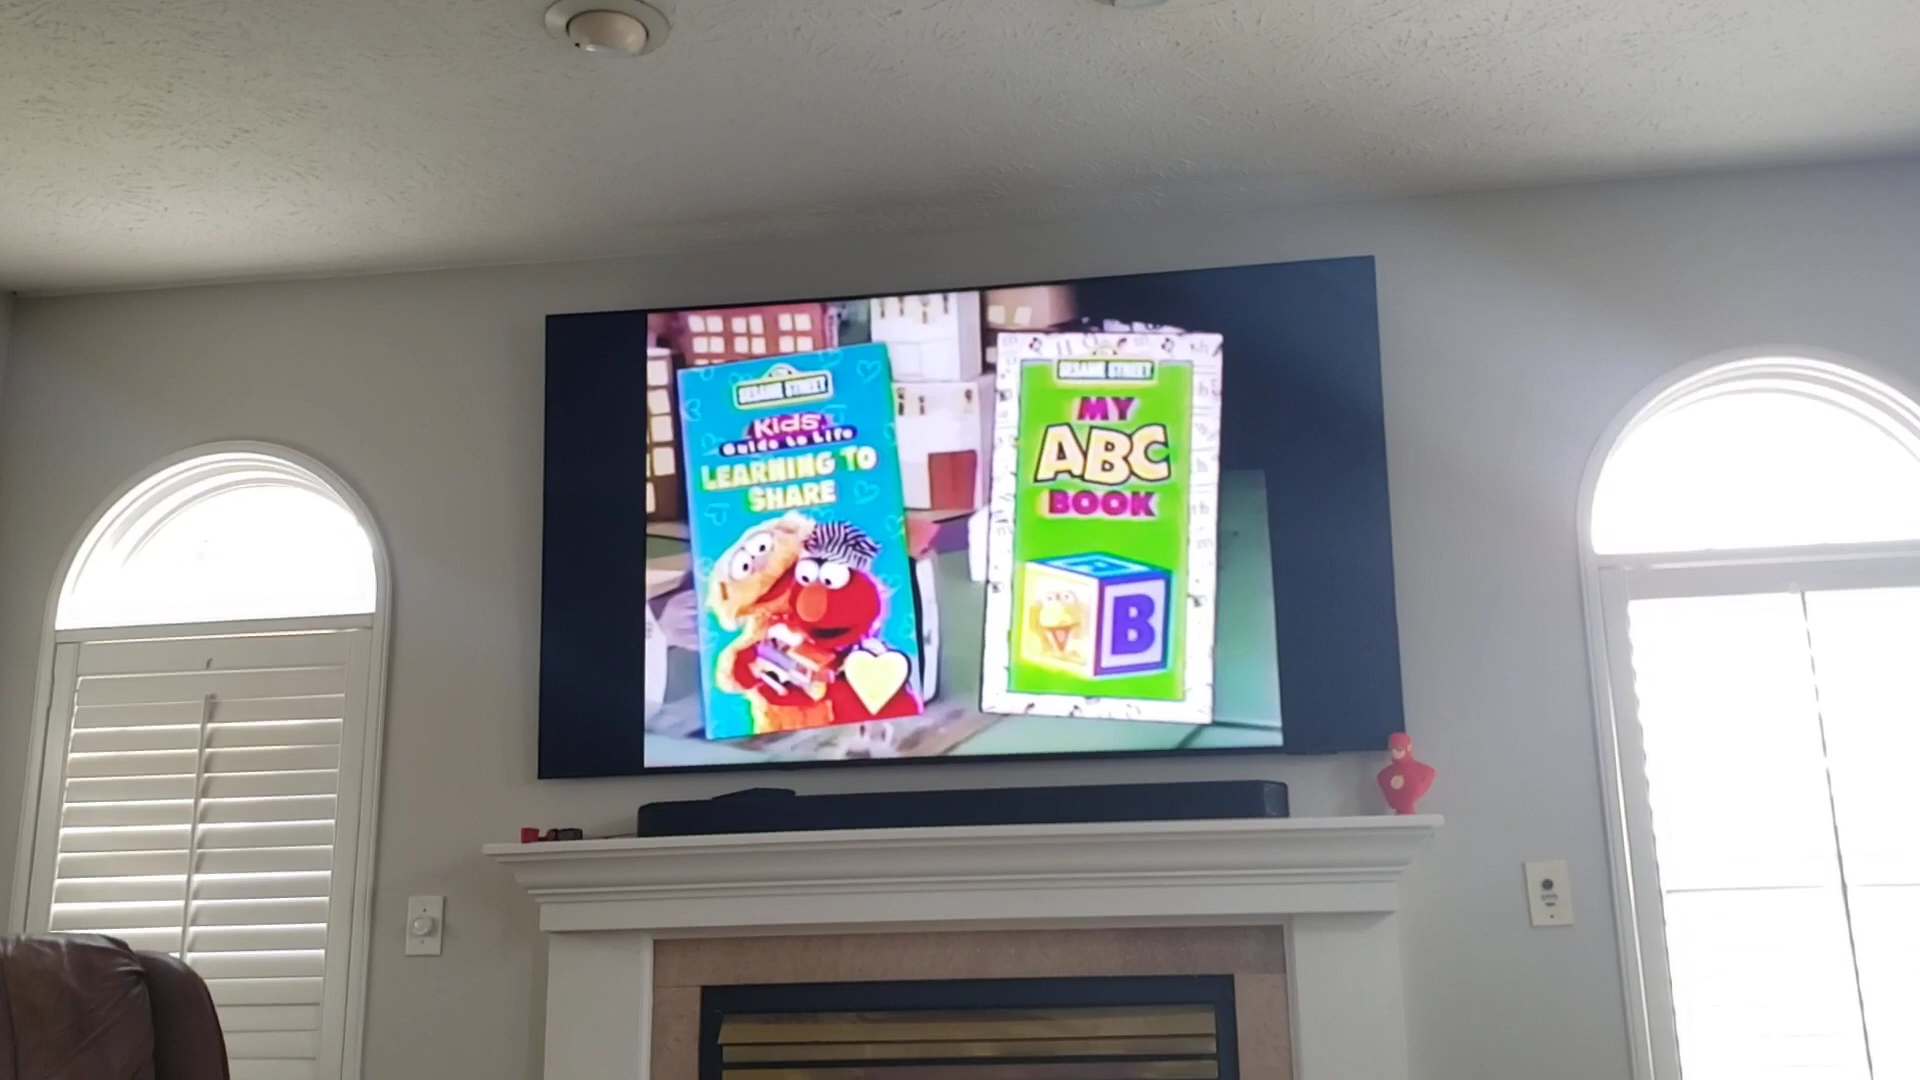 SESAME STREET
Kids'
Guide to Life
LEARNING TO
SHARE
SESAME STREET
MY
ABC
BOOK
B